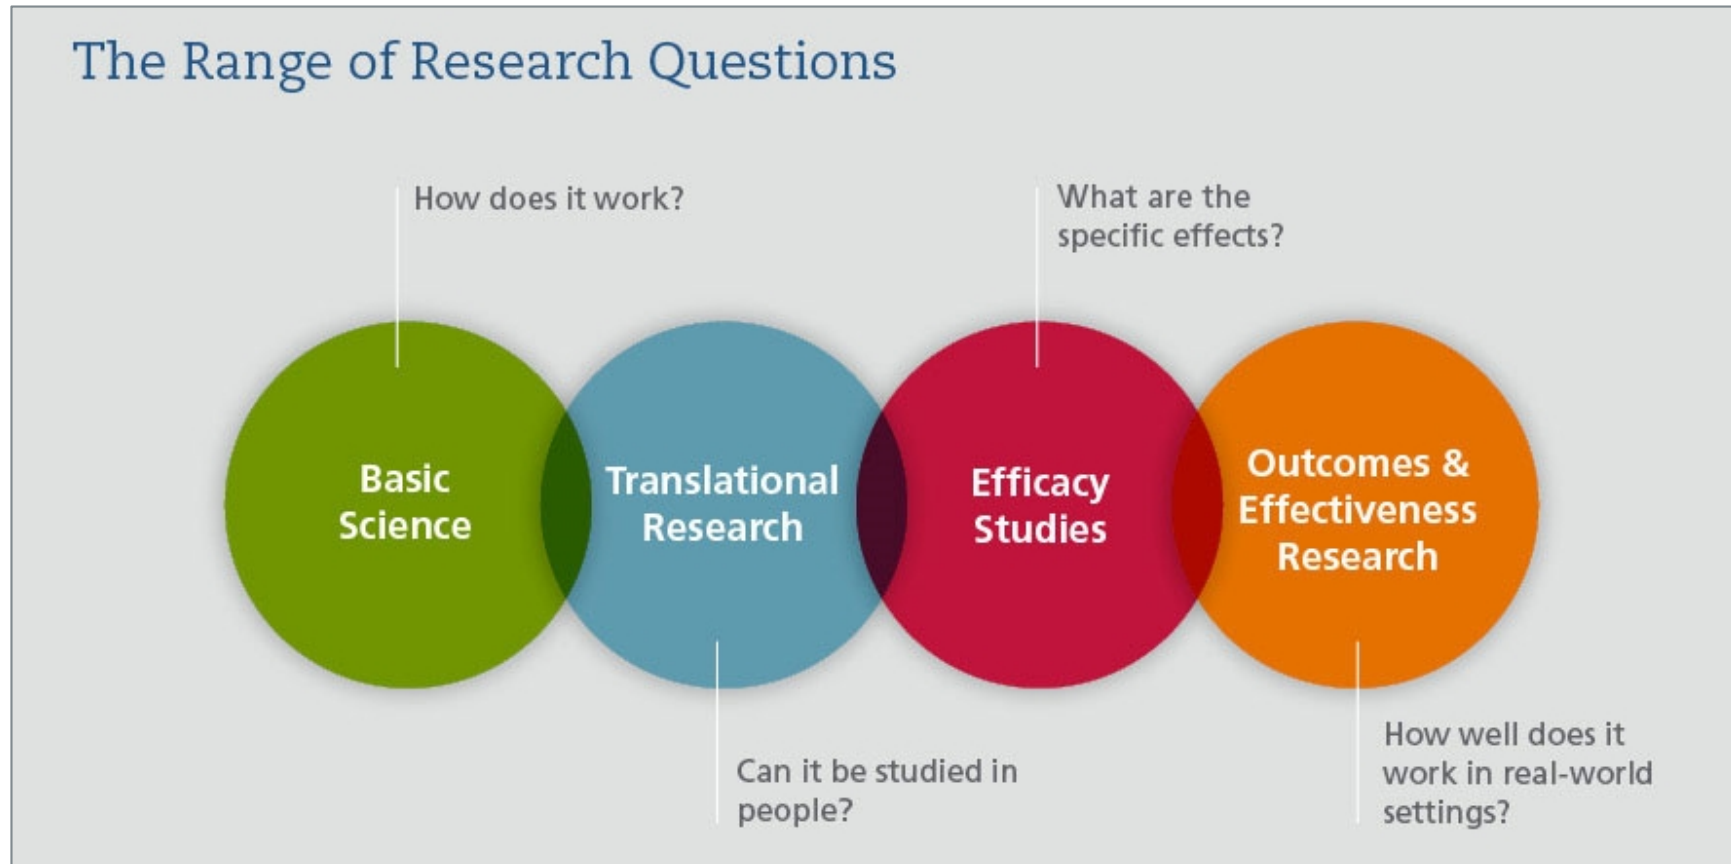 The Range of Research Questions
How does it work?
What are the
specific effects?
Basic
Science
Translational
Research
Efficacy
Studies
Outcomes &
Effectiveness
Research
Can it be studied in
people?
How well does it
work in real-world
settings?